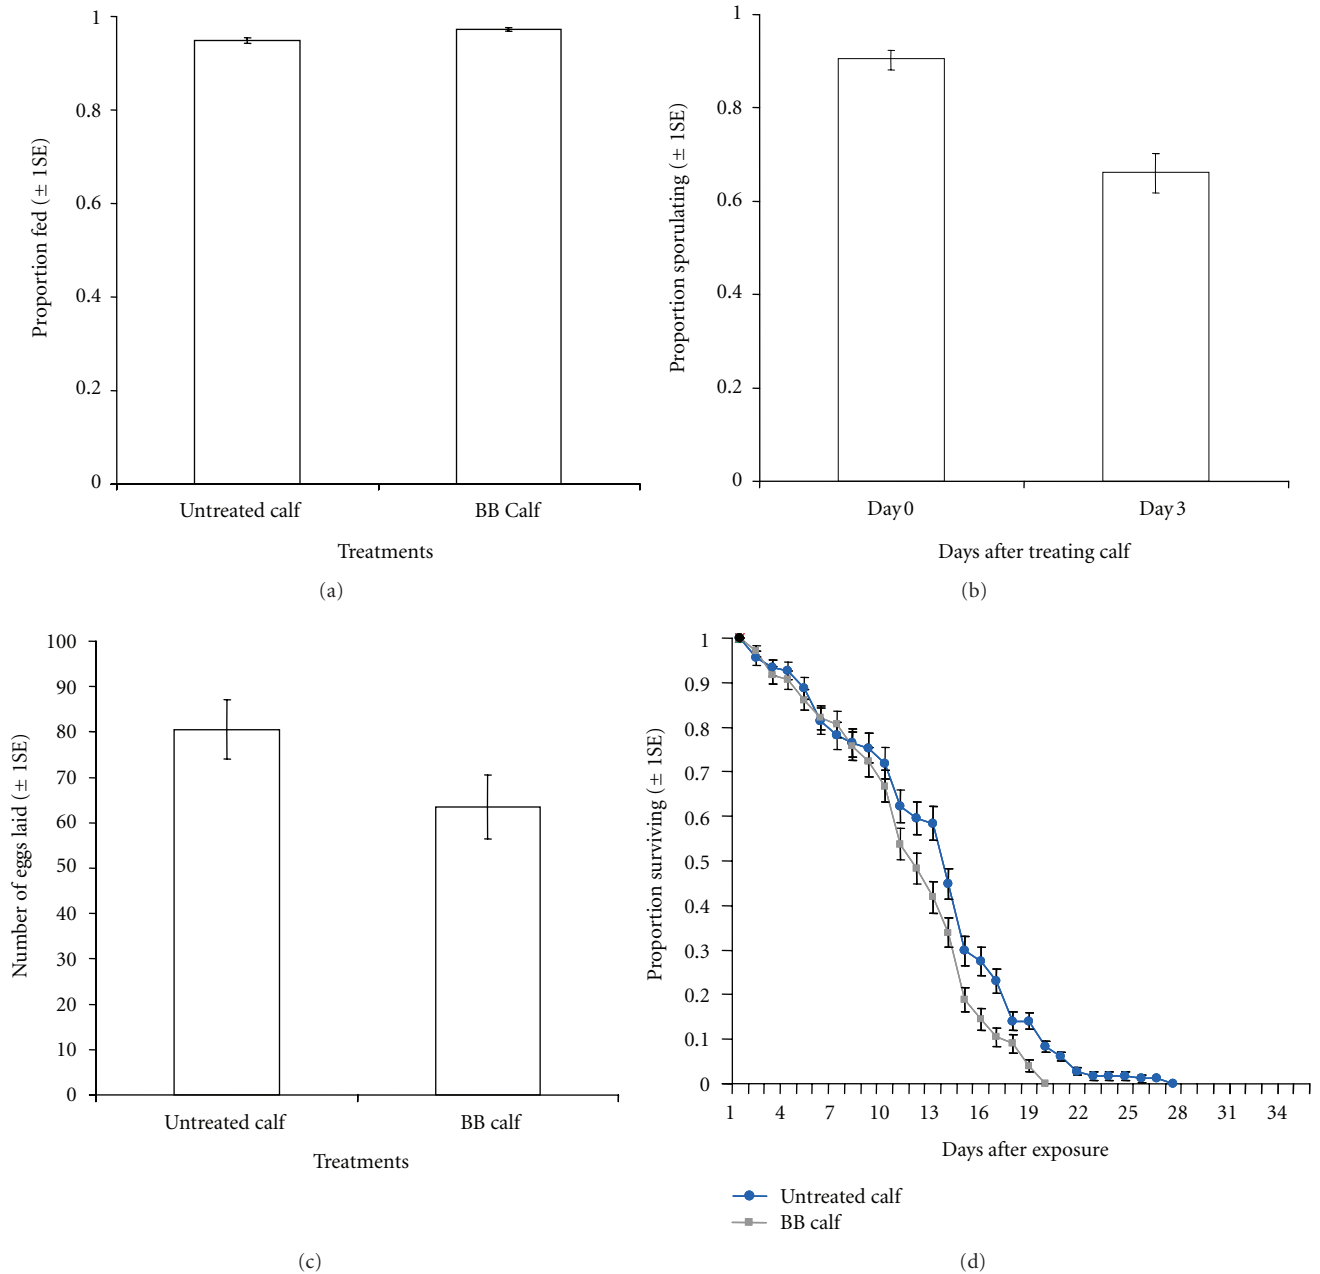 1
0.8
0.6
0.4
0.2
0
Proportion fed (± 1SE)
Untreated calf
BB Calf
Treatments
(a)
1
0.8
0.6
0.4
0.2
0
Proportion sporulating (± 1SE)
Day 0
Day 3
Days after treating calf
(b)
100
90
80
70
60
50
40
30
20
10
0
Number of eggs laid (± 1SE)
Untreated calf
BB calf
Treatments
(c)
1
0.9
0.8
0.7
0.6
0.5
0.4
0.3
0.2
0.1
0
Proportion surviving (± 1SE)
1 4 7 10 13 16 19 22 25 28 31 34
Days after exposure
Untreated calf
BB calf
(d)